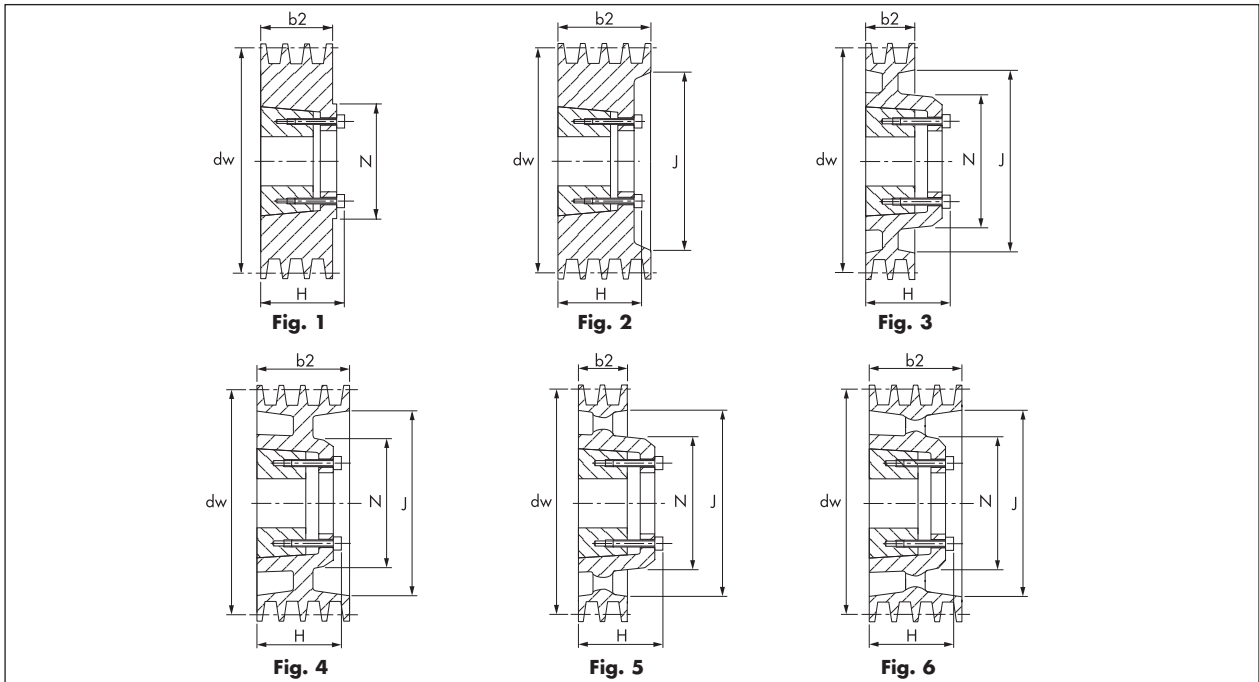 b2
dw
N
H
Fig. 1
b2
dw
J
H
Fig. 2
b2
dw
N
J
H
Fig. 3
b2
dw
N
J
H
Fig. 4
b2
dw
N
J
H
Fig. 5
b2
dw
N
J
H
Fig. 6